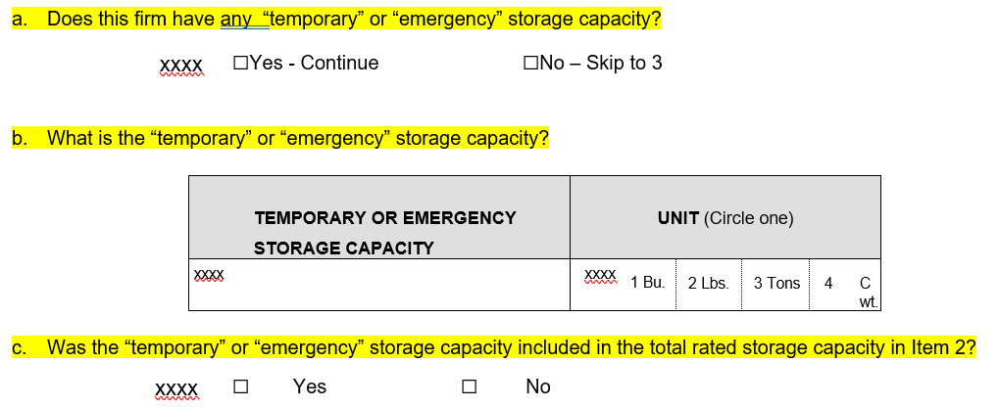 a. Does this firm have any “temporary” or “emergency” storage capacity?
xxxx ☐Yes - Continue ☐No – Skip to 3
b. What is the “temporary” or “emergency” storage capacity?
TEMPORARY OR EMERGENCY
STORAGE CAPACITY
UNIT (Circle one)
xxxx
xxxx 1 Bu. 2 Lbs. 3 Tons 4 C
wt.
c. Was the “temporary” or “emergency” storage capacity included in the total rated storage capacity in Item 2?
xxxx ☐ Yes ☐ No